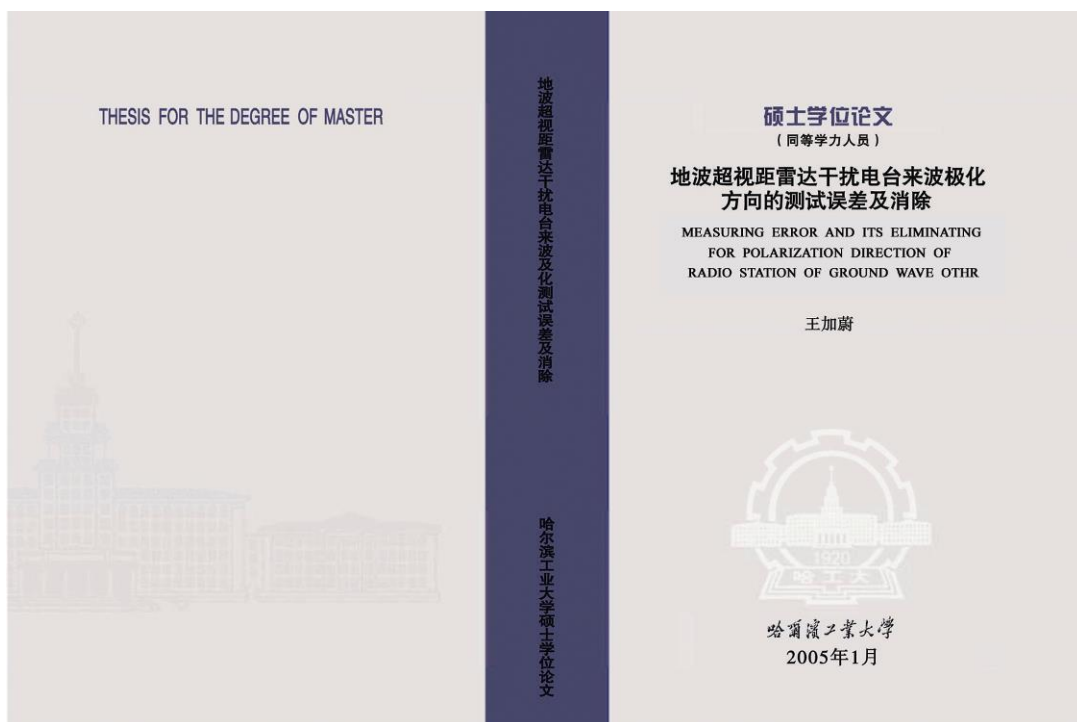 THESIS FOR THE DEGREE OF MASTER
地波超视距雷达干扰电台来波及化测试误差及消除
哈尔滨工业大学硕士学位论文
硕士学位论文
(同等学力人员)
地波超视距雷达干扰电台来波极化
方向的测试误差及消除
MEASURING ERROR AND ITS ELIMINATING
FOR POLARIZATION DIRECTION OF
RADIO STATION OF GROUND WAVE OTHR
王加蔚
1920
哈工大
哈爾濱工業大學
2005年1月